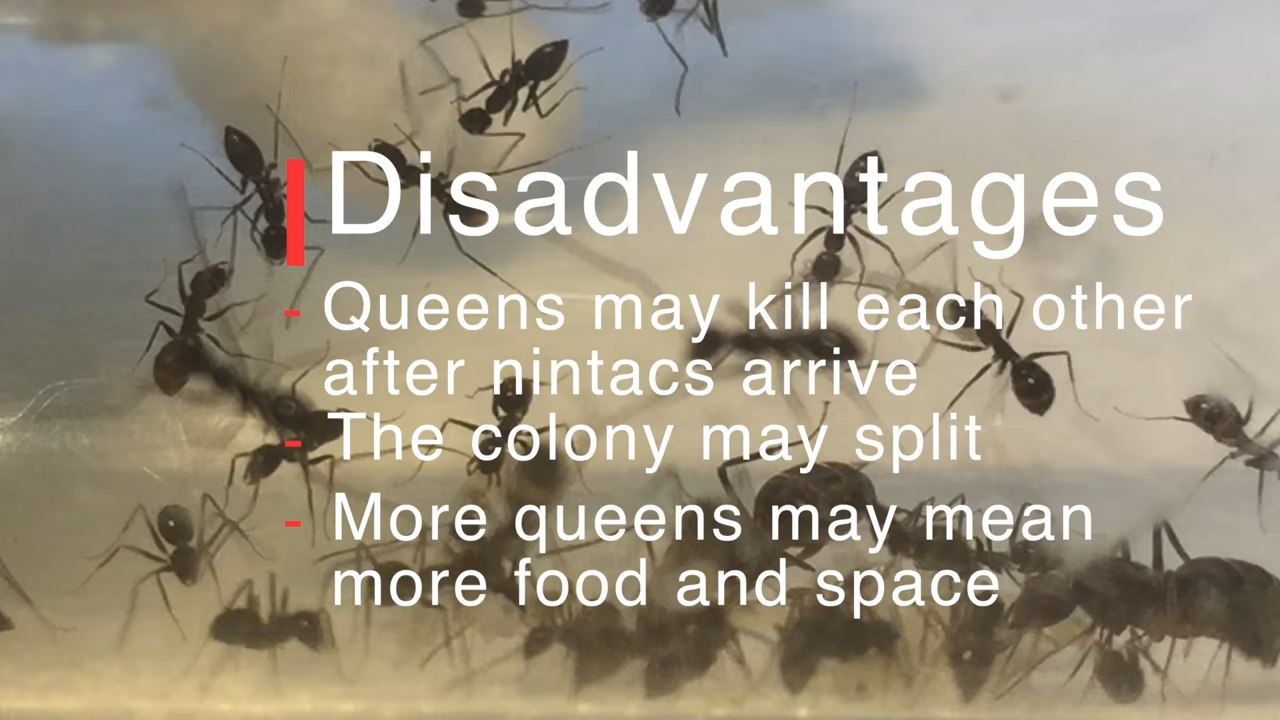 Disadvantages
- Queens may kill each other
after nintacs arrive
- The colony may split
- More queens may mean
more food and space